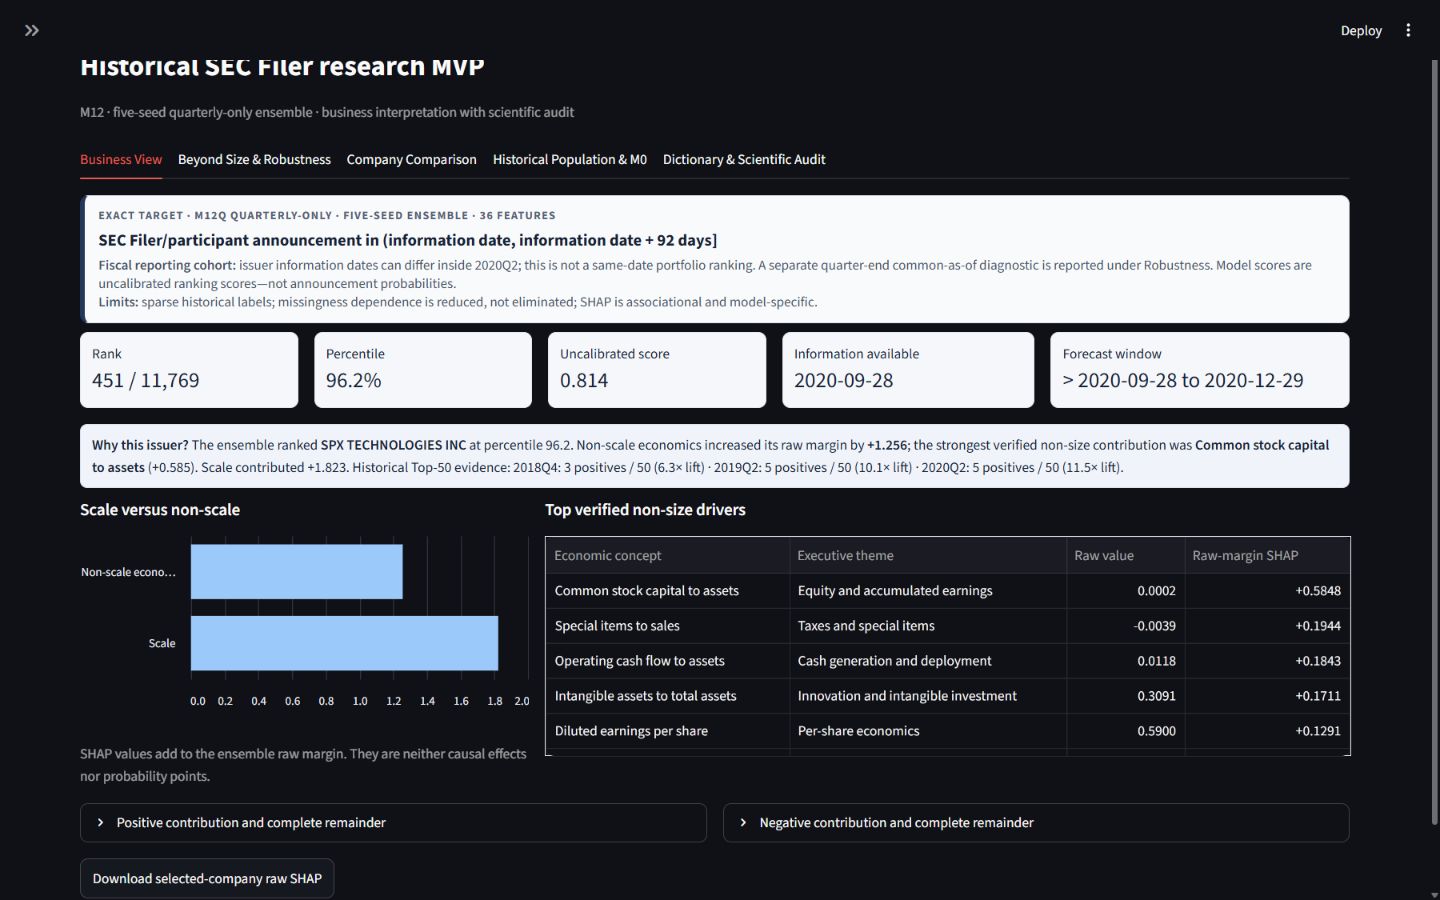 Deploy
Historical SEC Filer research MVP
M12 · five-seed quarterly-only ensemble · business interpretation with scientific audit
Business View
Beyond Size & Robustness
Company Comparison
Historical Population & M0
Dictionary & Scientific Audit
EXACT TARGET · M12Q QUARTERLY-ONLY · FIVE-SEED ENSEMBLE · 36 FEATURES
SEC Filer/participant announcement in (information date, information date + 92 days]
Fiscal reporting cohort: issuer information dates can differ inside 2020Q2; this is not a same-date portfolio ranking. A separate quarter-end common-as-of diagnostic is reported under Robustness. Model scores are
uncalibrated ranking scores—not announcement probabilities.
Limits: sparse historical labels; missingness dependence is reduced, not eliminated; SHAP is associational and model-specific.
Rank
451 / 11,769
Percentile
96.2%
Uncalibrated score
0.814
Information available
2020-09-28
Forecast window
> 2020-09-28 to 2020-12-29
Why this issuer? The ensemble ranked SPX TECHNOLOGIES INC at percentile 96.2. Non-scale economics increased its raw margin by +1.256; the strongest verified non-size contribution was Common stock capital
to assets (+0.585). Scale contributed +1.823. Historical Top-50 evidence: 2018Q4: 3 positives / 50 (6.3× lift) · 2019Q2: 5 positives / 50 (10.1× lift) · 2020Q2: 5 positives / 50 (11.5× lift).
Scale versus non-scale
Non-scale econo…
Scale
0.0 0.2 0.4 0.6 0.8 1.0 1.2 1.4 1.6 1.8 2.0
SHAP values add to the ensemble raw margin. They are neither causal effects
nor probability points.
Top verified non-size drivers
Economic concept Executive theme Raw value Raw-margin SHAP
Common stock capital to assets Equity and accumulated earnings 0.0002 +0.5848
Special items to sales Taxes and special items -0.0039 +0.1944
Operating cash flow to assets Cash generation and deployment 0.0118 +0.1843
Intangible assets to total assets Innovation and intangible investment 0.3091 +0.1711
Diluted earnings per share Per-share economics 0.5900 +0.1291
Positive contribution and complete remainder
Negative contribution and complete remainder
Download selected-company raw SHAP